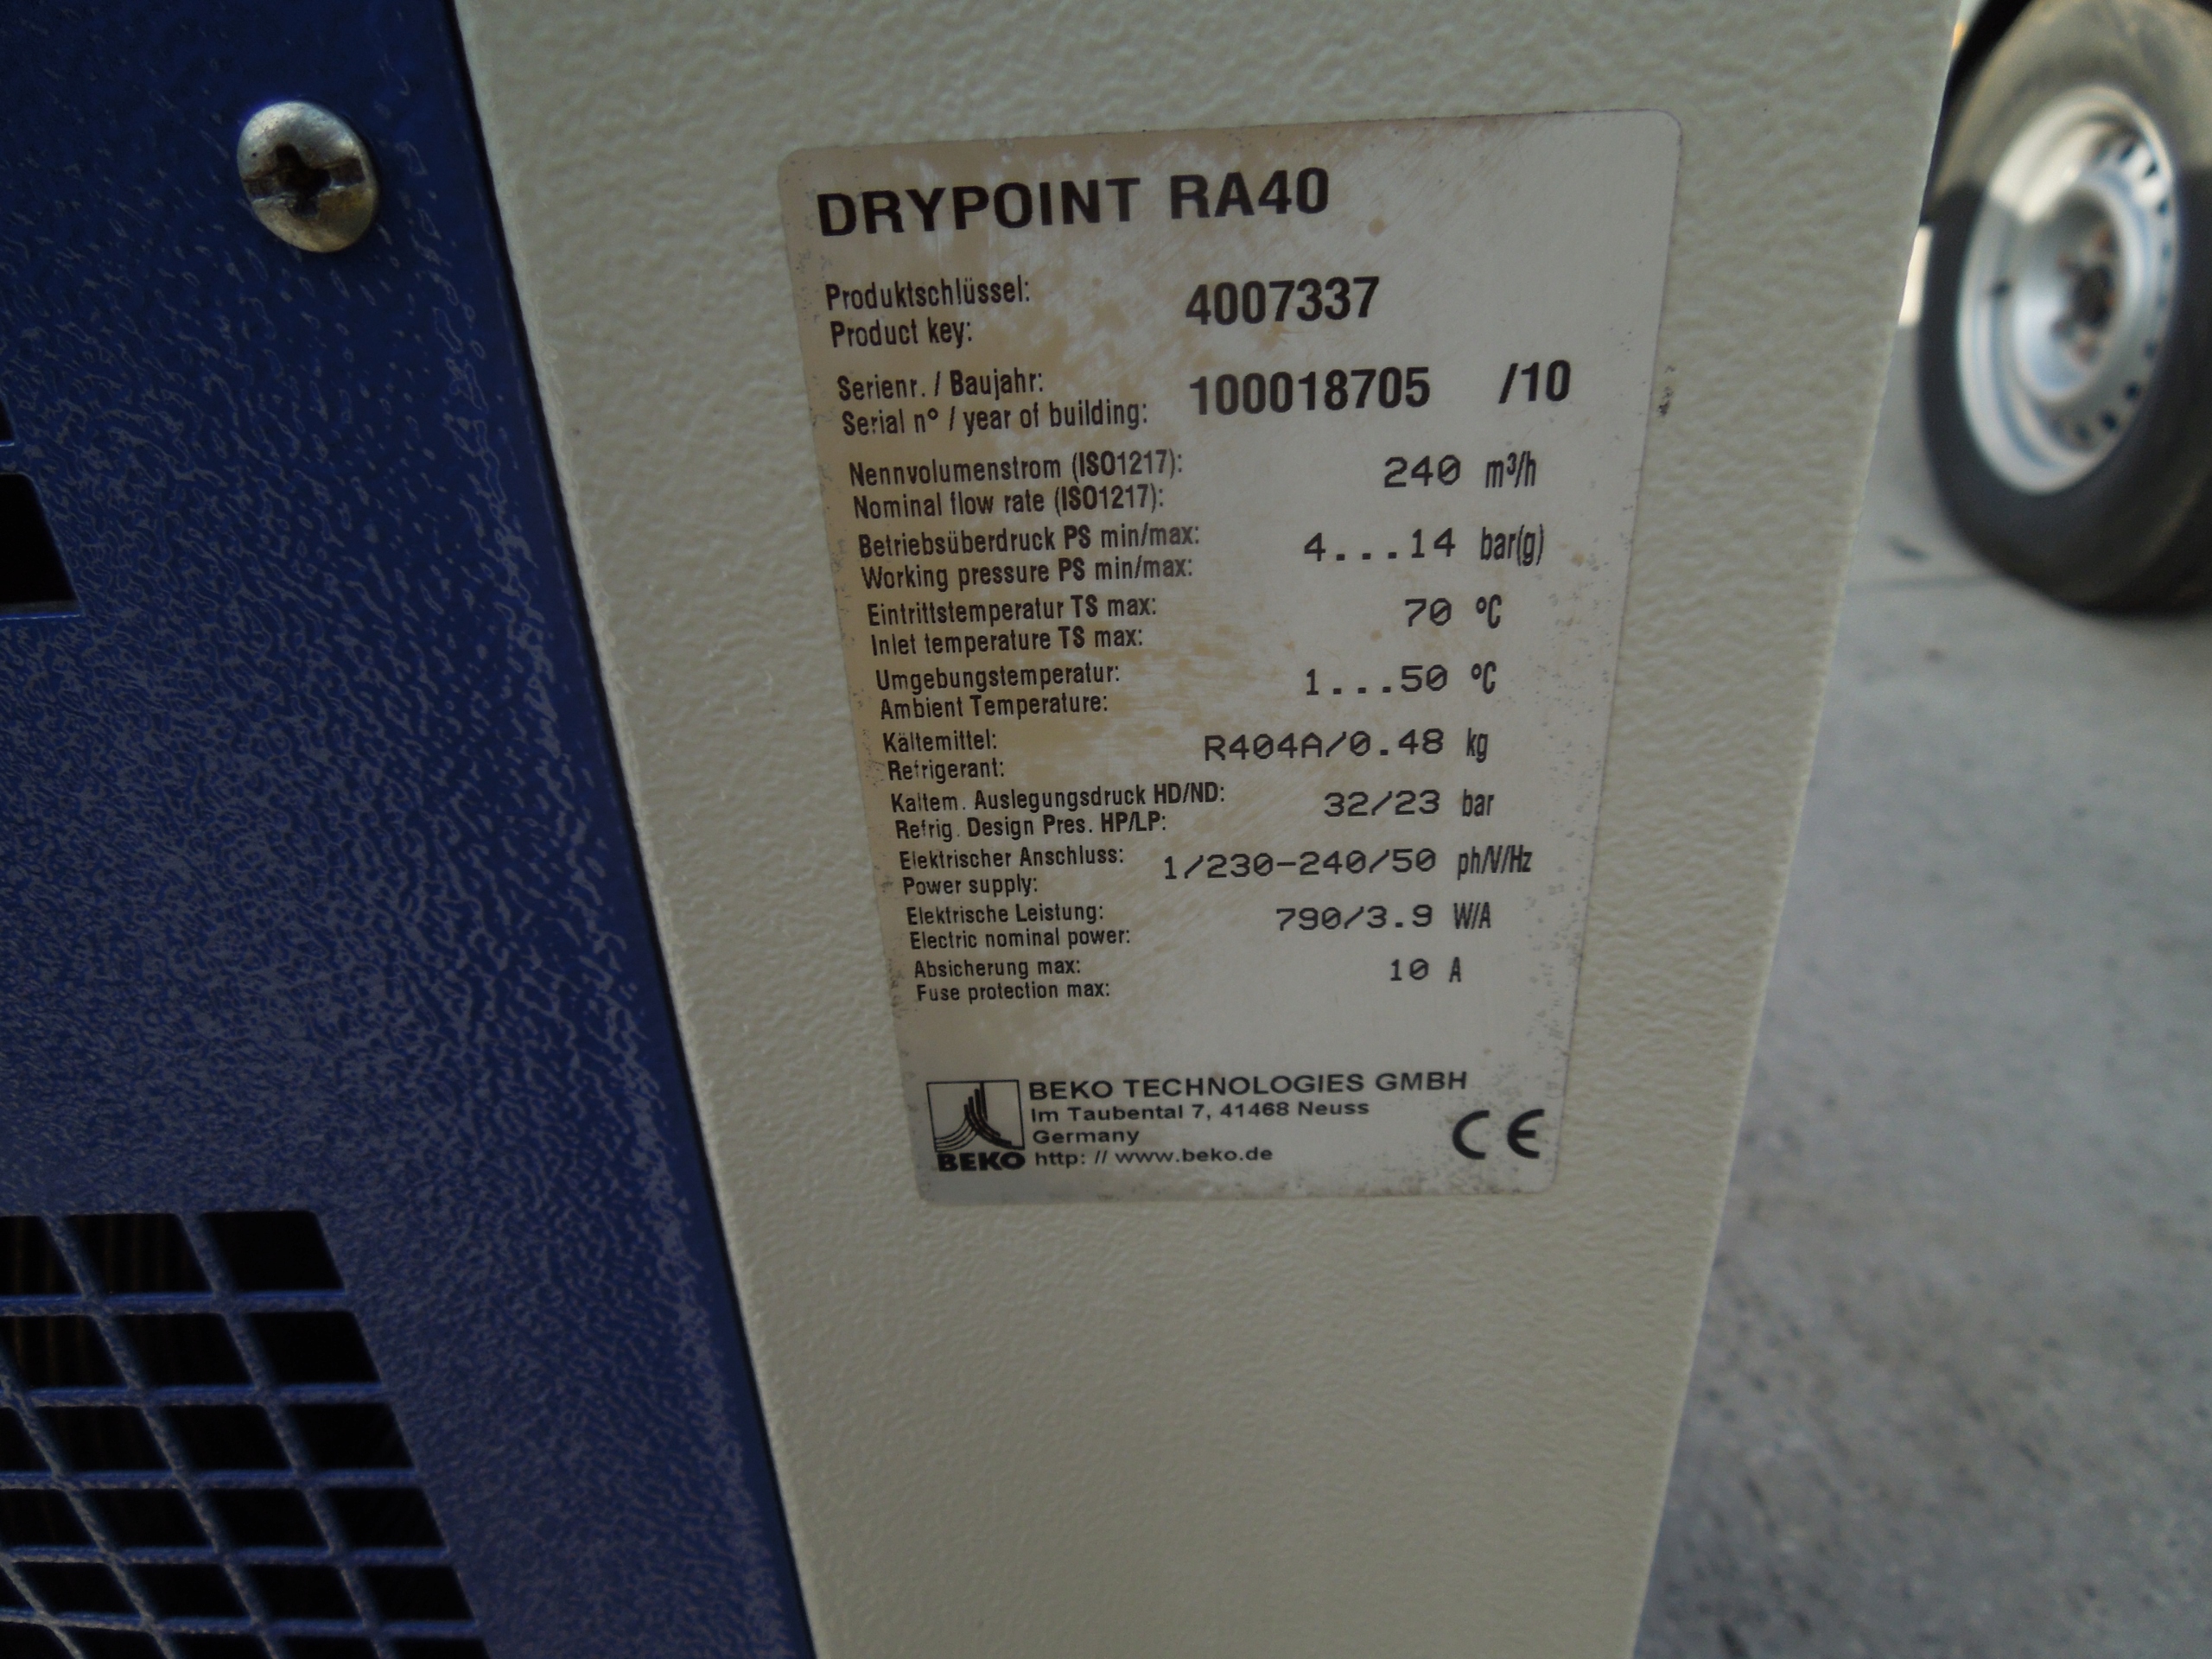 DRYPOINT RA40
Produktschlüssel:
Product key: 4007337
Serienr. / Baujahr:
Serial n° / year of building: 100018705 /10
Nennvolumenstrom (ISO1217):
Nominal flow rate (ISO1217): 240 m³/h
Betriebsüberdruck PS min/max:
Working pressure PS min/max: 4...14 bar(g)
Eintrittstemperatur TS max:
Inlet temperature TS max: 70 °C
Umgebungstemperatur:
Ambient Temperature: 1...50 °C
Kältemittel:
Refrigerant: R404A/0.48 kg
Kältem. Auslegungsdruck HD/ND:
Refrig. Design Pres. HP/LP: 32/23 bar
Elektrischer Anschluss:
Power supply: 1/230-240/50 ph/V/Hz
Elektrische Leistung:
Electric nominal power: 790/3.9 W/A
Absicherung max:
Fuse protection max: 10 A
BEKO TECHNOLOGIES GMBH
Im Taubental 7, 41468 Neuss
Germany
http: // www.beko.de
BEKO
CE